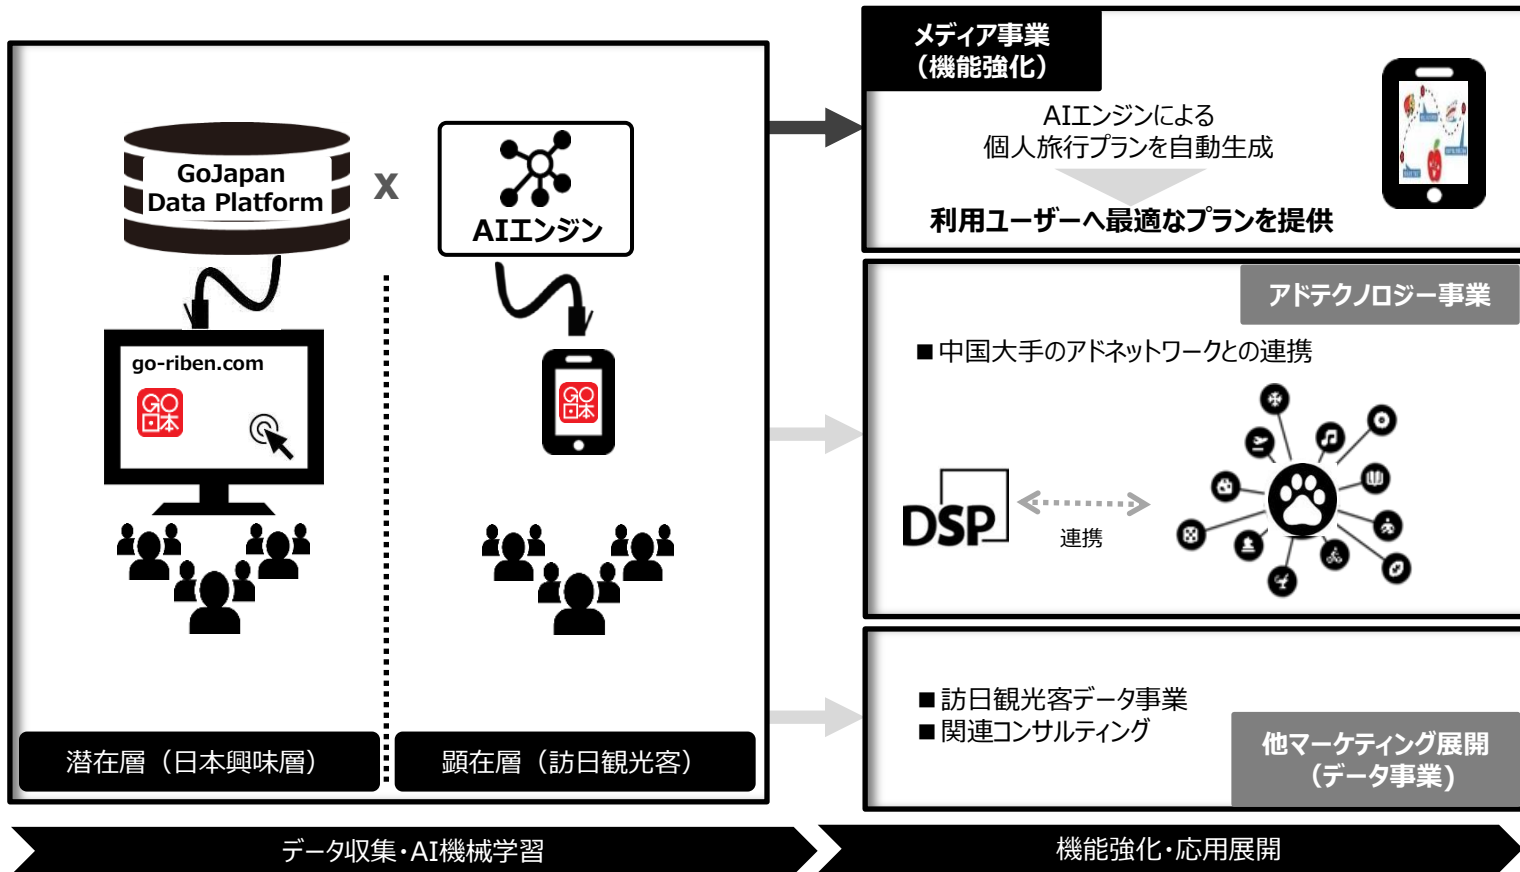 GoJapan
Data Platform
X
AIエンジン
go-riben.com
GO
日本
GO
日本
潜在層（日本興味層）
顕在層（訪日観光客）
メディア事業
（機能強化）
AIエンジンによる
個人旅行プランを自動生成
利用ユーザーへ最適なプランを提供
アドテクノロジー事業
■中国大手のアドネットワークとの連携
DSP
連携
■訪日観光客データ事業
■関連コンサルティング
他マーケティング展開
（データ事業）
データ収集・AI機械学習
機能強化・応用展開